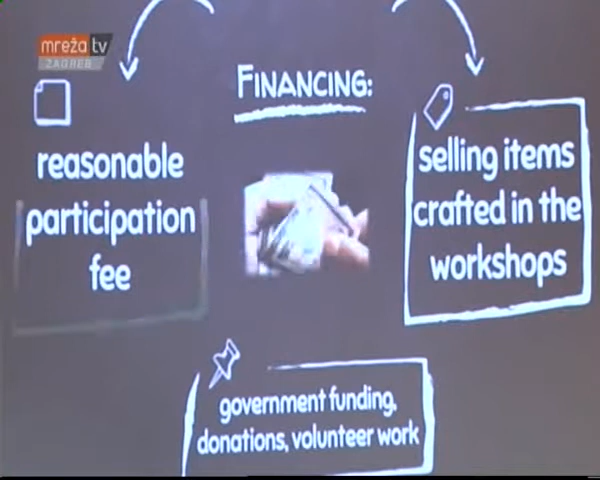 mreža tv
ZAGREB
FINANCING:
reasonable
participation
fee
selling items
crafted in the
workshops
government funding,
donations, volunteer work